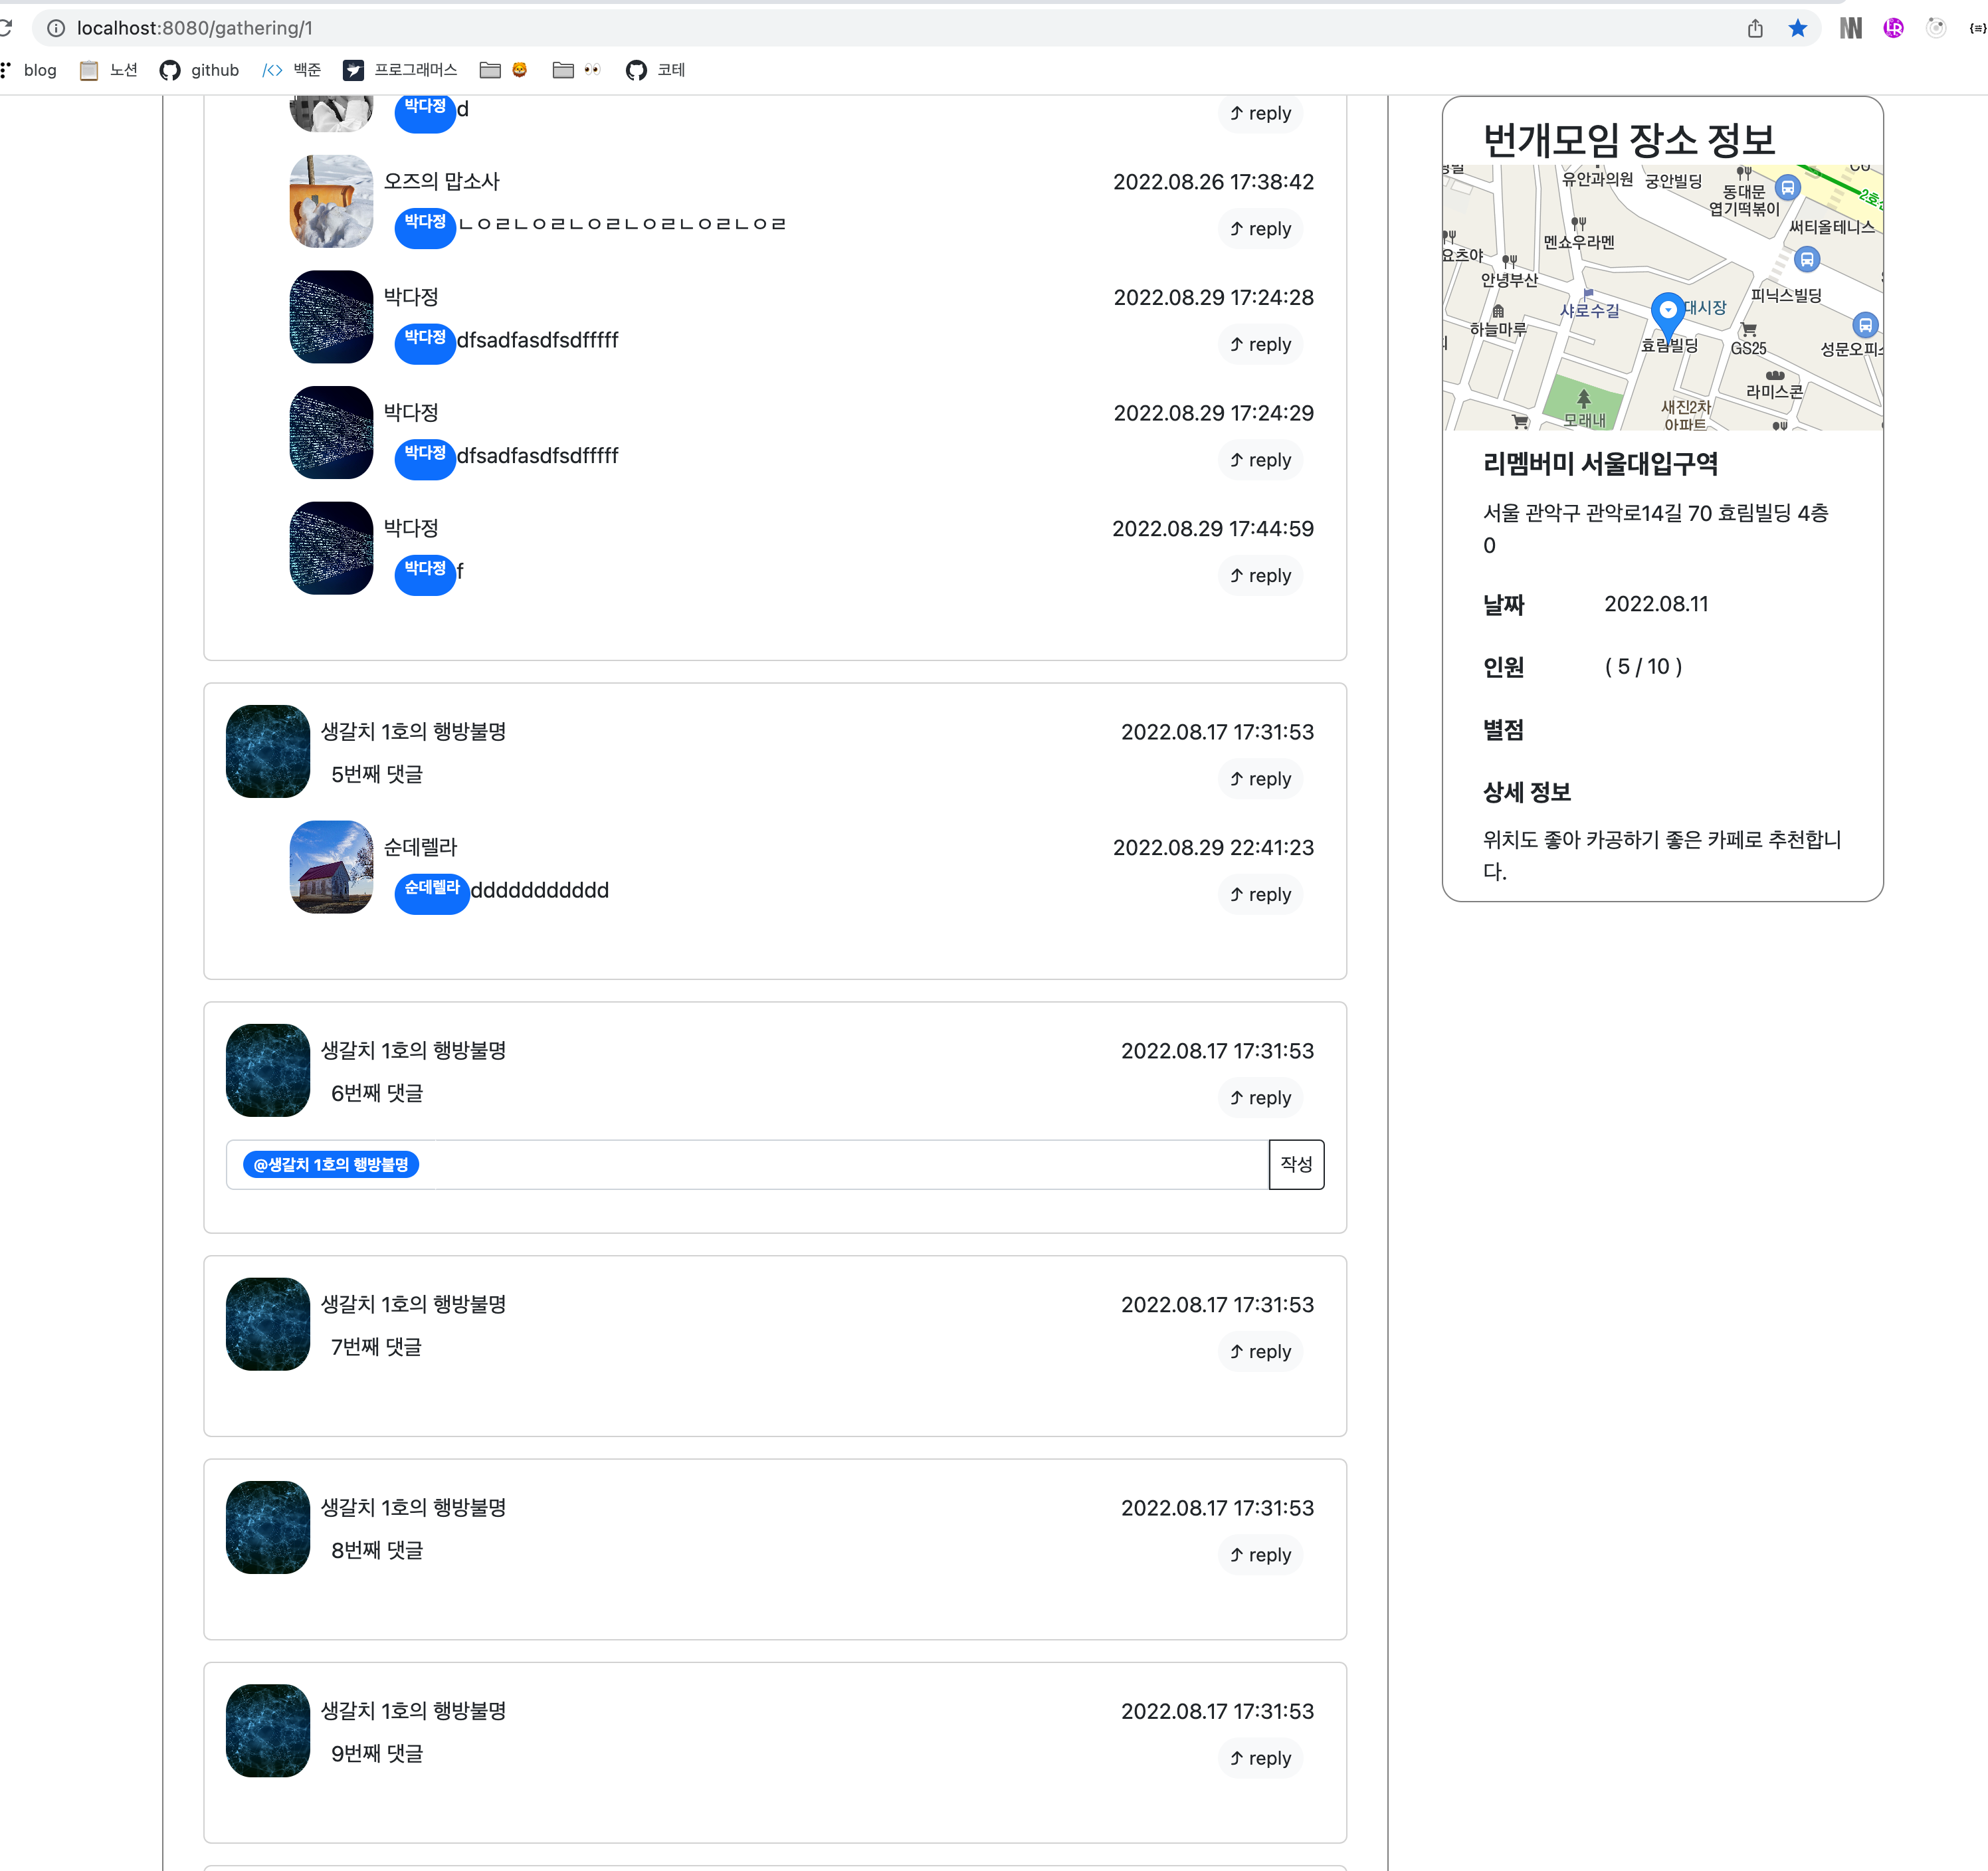 localhost:8080/gathering/1
blog 노션 github 백준 프로그래머스 코테
박다정 d
reply
오즈의 맙소사 2022.08.26 17:38:42
박다정 ㄴㅇㄹㄴㅇㄹㄴㅇㄹㄴㅇㄹㄴㅇㄹㄴㅇㄹ
reply
박다정 2022.08.29 17:24:28
박다정 dfsadfasdfsdfffff
reply
박다정 2022.08.29 17:24:29
박다정 dfsadfasdfsdfffff
reply
박다정 2022.08.29 17:44:59
박다정 f
reply
생갈치 1호의 행방불명 2022.08.17 17:31:53
5번째 댓글
reply
순데렐라 2022.08.29 22:41:23
순데렐라 ddddddddddd
reply
생갈치 1호의 행방불명 2022.08.17 17:31:53
6번째 댓글
reply
@생갈치 1호의 행방불명 작성
생갈치 1호의 행방불명 2022.08.17 17:31:53
7번째 댓글
reply
생갈치 1호의 행방불명 2022.08.17 17:31:53
8번째 댓글
reply
생갈치 1호의 행방불명 2022.08.17 17:31:53
9번째 댓글
reply
번개모임 장소 정보
유안과의원 궁안빌딩
동대문
엽기떡볶이
2호선
써티올테니스
멘쇼우라멘
요츠야
안녕부산
피닉스빌딩
샤로수길
대시장
하늘마루
효림빌딩
GS25
성문오피스
라미스콘
모래내
새진2차
아파트
리멤버미 서울대입구역
서울 관악구 관악로14길 70 효림빌딩 4층
0
날짜 2022.08.11
인원 ( 5 / 10 )
별점
상세 정보
위치도 좋아 카공하기 좋은 카페로 추천합니
다.